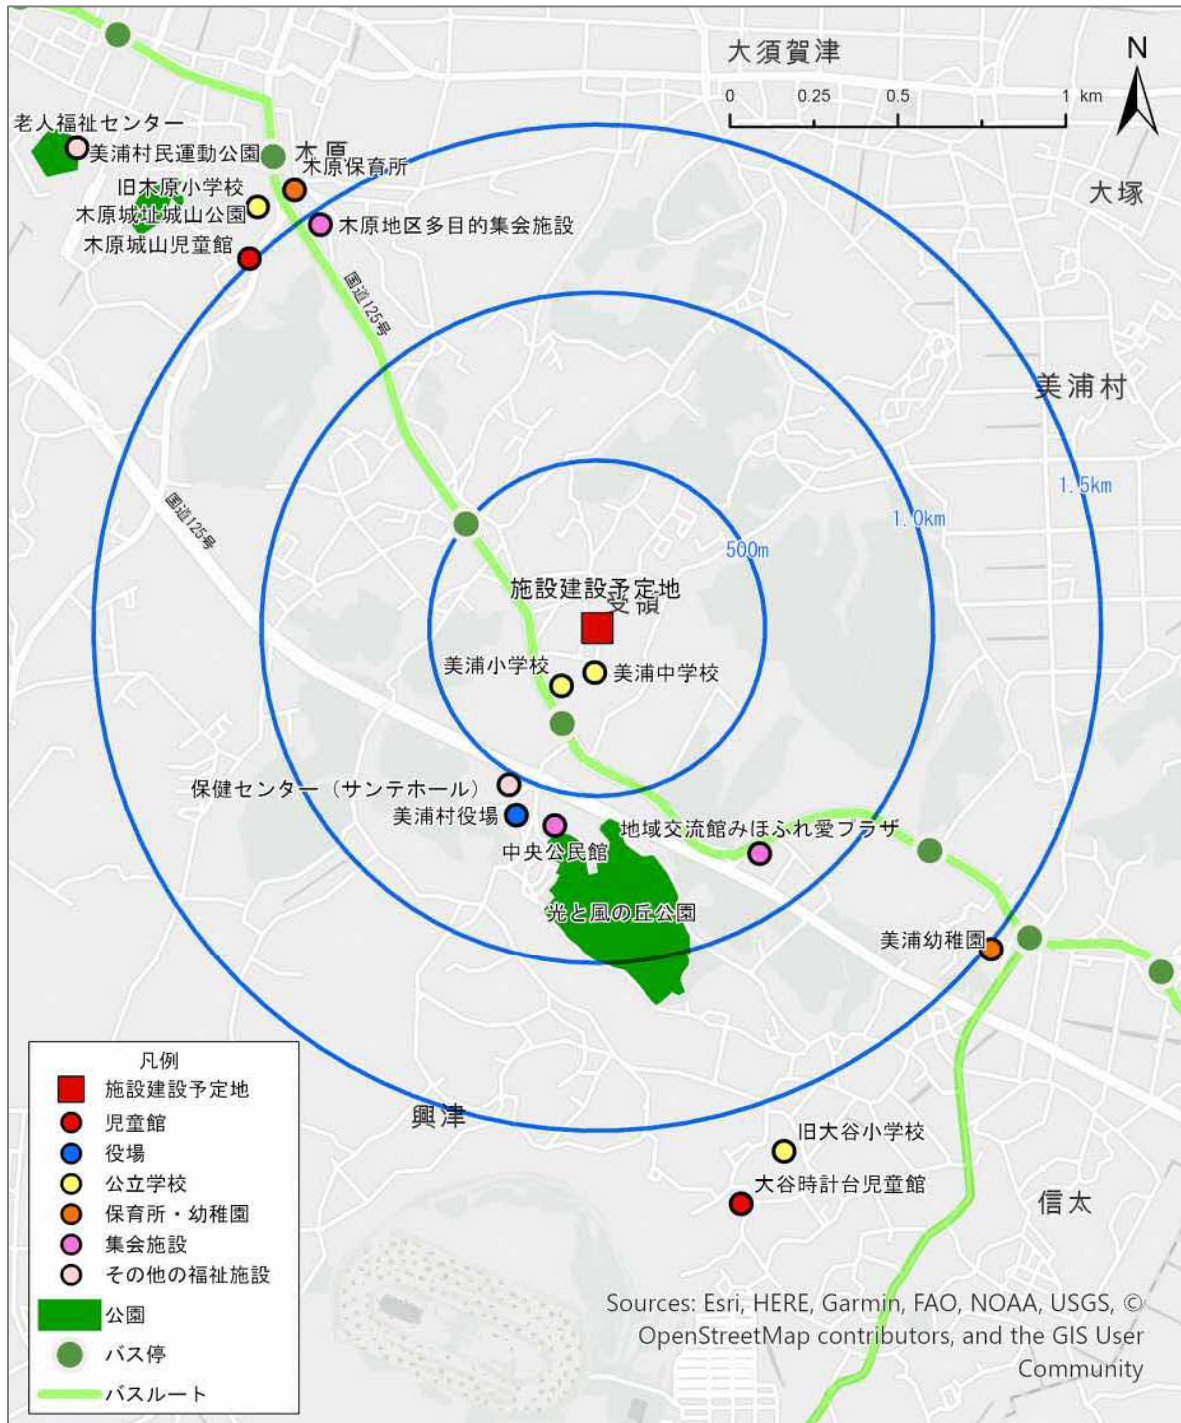 大須賀津
N
0 0.25 0.5 1 km
老人福祉センター
美浦村民運動公園
木原
木原保育所
旧木原小学校
木原城址城山公園
木原地区多目的集会施設
木原城山児童館
大塚
国道125号
美浦村
国道125号
1.5km
1.0km
500m
施設建設予定地
受領
美浦小学校
美浦中学校
保健センター（サンテホール）
美浦村役場
中央公民館
地域交流館みほふれ愛プラザ
光と風の丘公園
美浦幼稚園
興津
旧大谷小学校
大谷時計台児童館
信太
凡例
施設建設予定地
児童館
役場
公立学校
保育所・幼稚園
集会施設
その他の福祉施設
公園
バス停
バスルート
Sources: Esri, HERE, Garmin, FAO, NOAA, USGS, ©
OpenStreetMap contributors, and the GIS User
Community